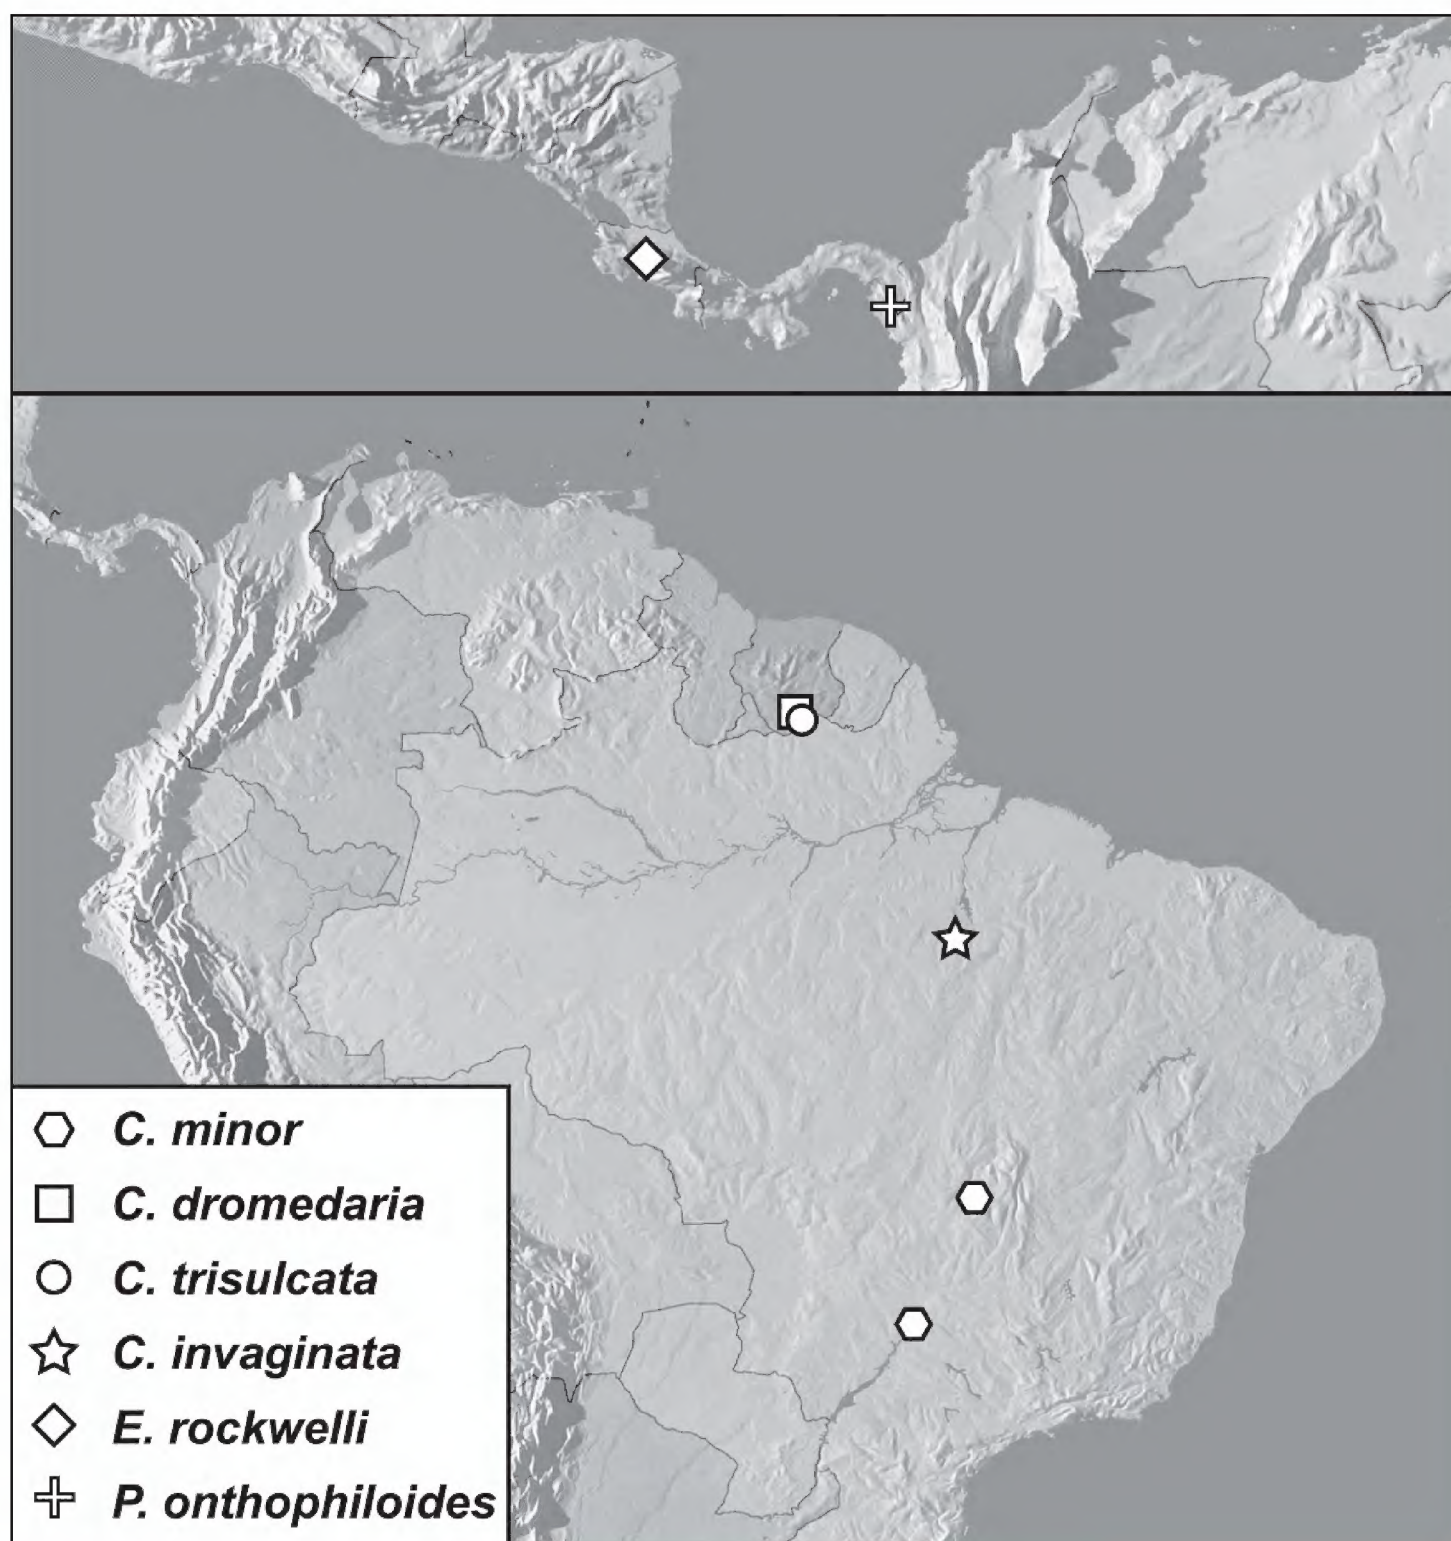 C. minor
C. dromedaria
C. trisulcata
C. invaginata
E. rockwelli
P. onthophiloides